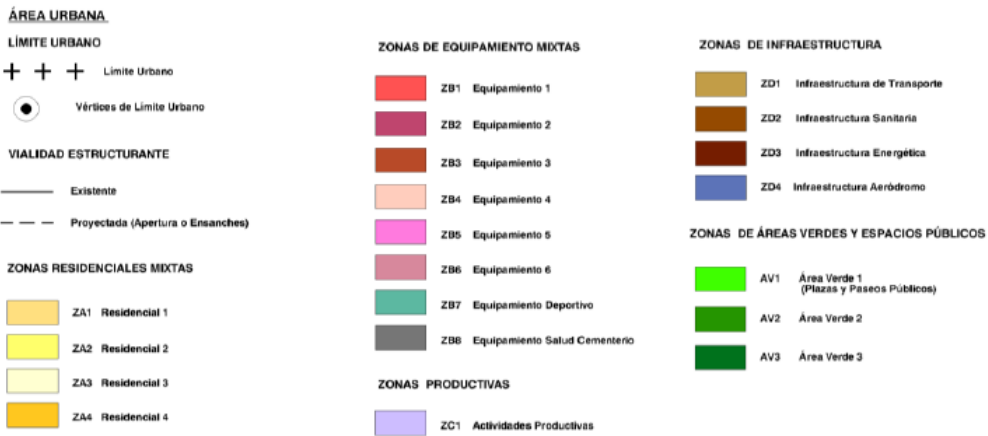 ÁREA URBANA
LÍMITE URBANO
Límite Urbano
Vértices de Límite Urbano
VIALIDAD ESTRUCTURANTE
Existente
Proyectada (Apertura o Ensanches)
ZONAS RESIDENCIALES MIXTAS
ZA1 Residencial 1
ZA2 Residencial 2
ZA3 Residencial 3
ZA4 Residencial 4
ZONAS DE EQUIPAMIENTO MIXTAS
ZB1 Equipamiento 1
ZB2 Equipamiento 2
ZB3 Equipamiento 3
ZB4 Equipamiento 4
ZB5 Equipamiento 5
ZB6 Equipamiento 6
ZB7 Equipamiento Deportivo
ZB8 Equipamiento Salud Cementerio
ZONAS PRODUCTIVAS
ZC1 Actividades Productivas
ZONAS DE INFRAESTRUCTURA
ZD1 Infraestructura de Transporte
ZD2 Infraestructura Sanitaria
ZD3 Infraestructura Energética
ZD4 Infraestructura Aeródromo
ZONAS DE ÁREAS VERDES Y ESPACIOS PÚBLICOS
AV1 Área Verde 1
(Plazas y Paseos Públicos)
AV2 Área Verde 2
AV3 Área Verde 3